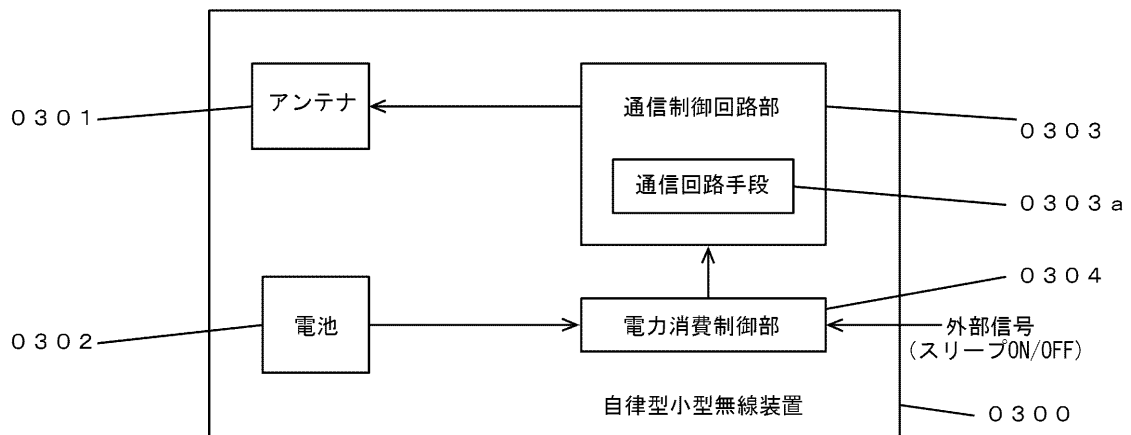 アンテナ
通信制御回路部
０３０１
０３０３
通信回路手段
０３０３ａ
０３０４
電池
電力消費制御部
０３０２
外部信号
(スリープON/OFF)
自律型小型無線装置
０３００